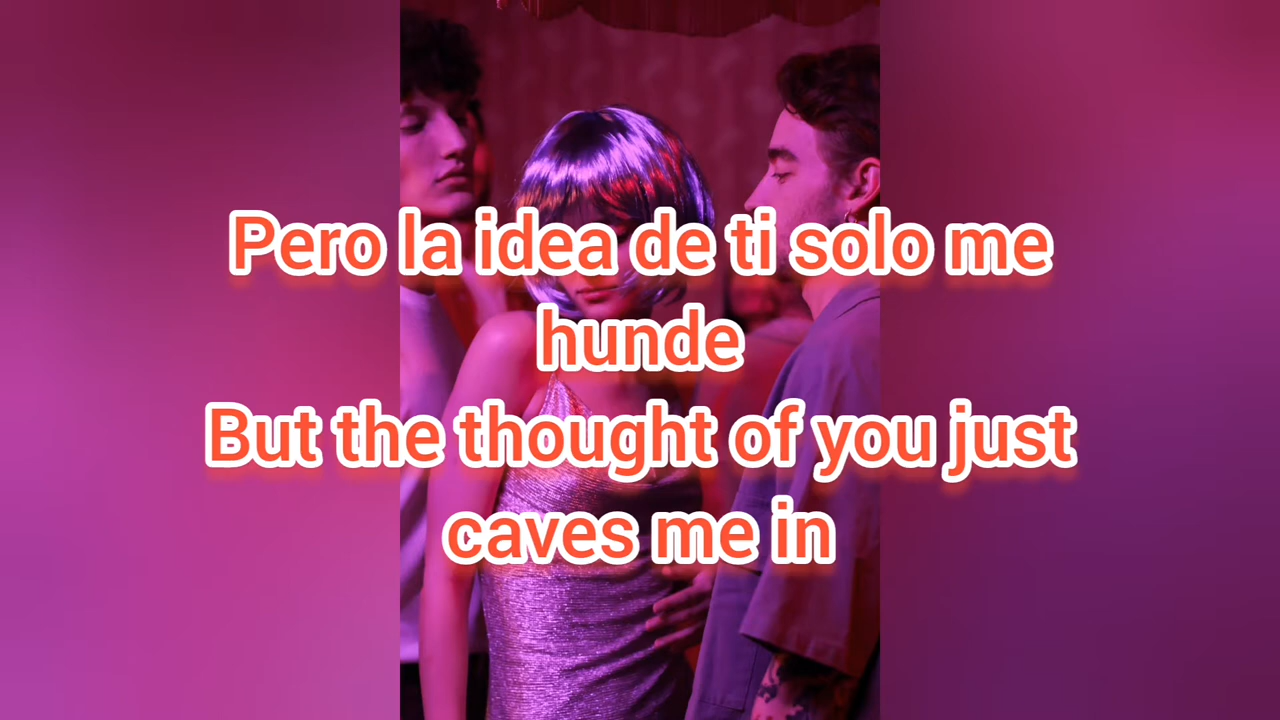 Pero la idea de ti solo me
hunde
But the thought of you just
caves me in